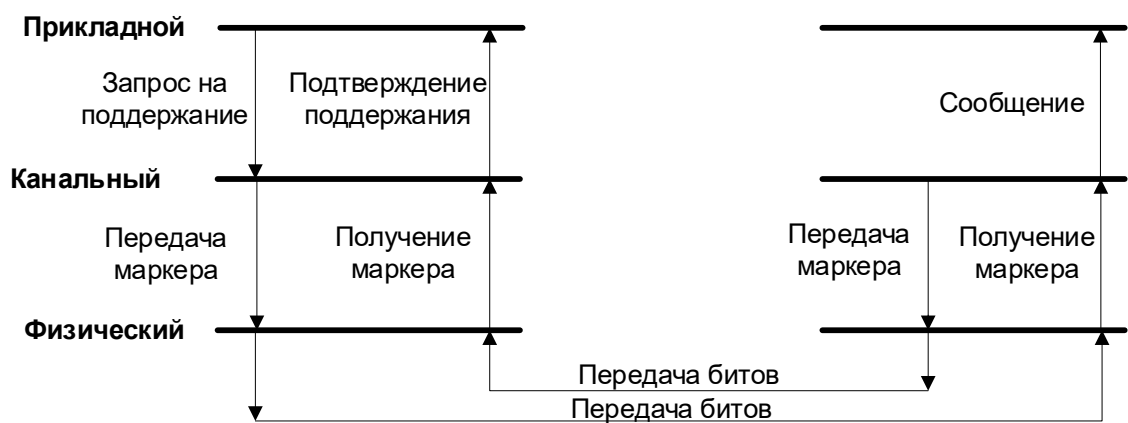 Прикладной
Запрос на
поддержание
Подтверждение
поддержания
Сообщение
Канальный
Передача
маркера
Получение
маркера
Передача
маркера
Получение
маркера
Физический
Передача битов
Передача битов